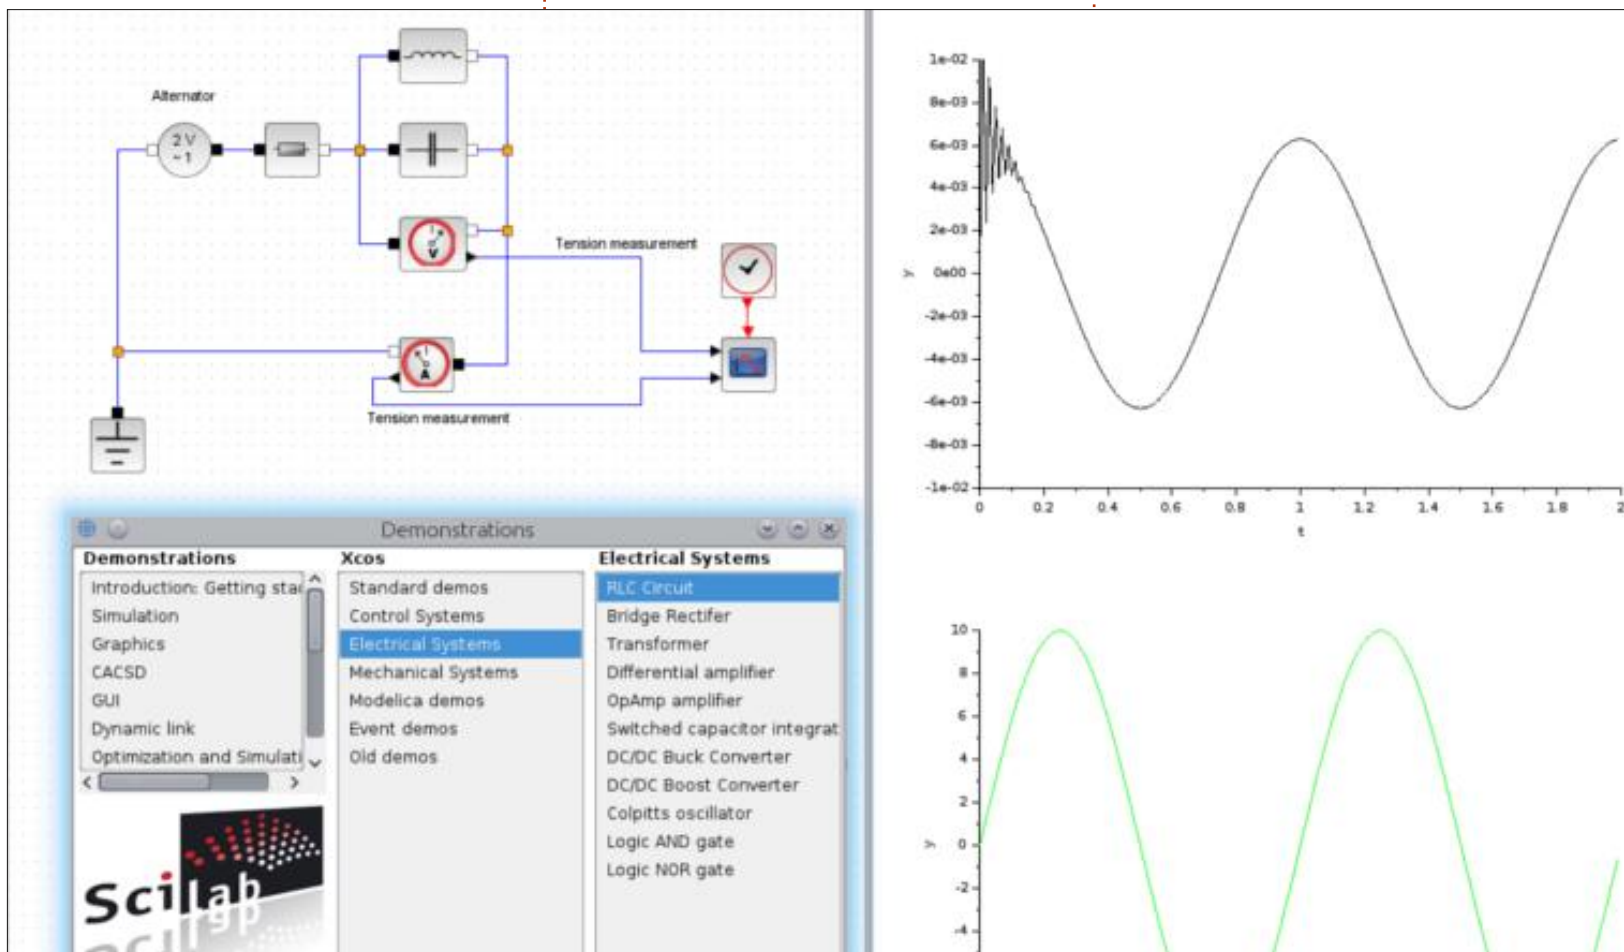 Alternator
2 V
~ 1
V
Tension measurement
A
Tension measurement
Demonstrations
Demonstrations
Introduction: Getting star
Simulation
Graphics
CACSD
GUI
Dynamic link
Optimization and Simulati
Scilab
Xcos
Standard demos
Control Systems
Electrical Systems
Mechanical Systems
Modelica demos
Event demos
Old demos
Electrical Systems
RLC Circuit
Bridge Rectifer
Transformer
Differential amplifier
OpAmp amplifier
Switched capacitor integrat
DC/DC Buck Converter
DC/DC Boost Converter
Colpitts oscillator
Logic AND gate
Logic NOR gate
1e-02
8e-03
6e-03
4e-03
2e-03
0e00
-2e-03
-4e-03
-6e-03
-8e-03
-1e-02
y
0 0.2 0.4 0.6 0.8 1 1.2 1.4 1.6 1.8 2
t
10
8
6
4
2
0
-2
-4
y